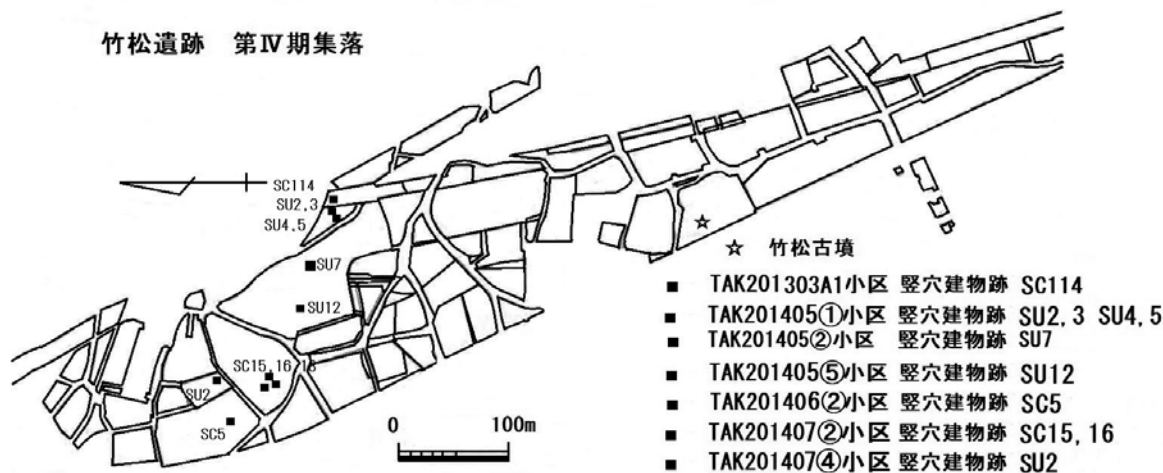 竹松遺跡 第Ⅳ期集落
SC114
SU2,3
SU4,5
SU7
SU12
SC15,16,18
SU2
SC5
0 100m
☆ 竹松古墳
■ TAK201303A1小区 竪穴建物跡 SC114
■ TAK201405①小区 竪穴建物跡 SU2,3 SU4,5
■ TAK201405②小区 竪穴建物跡 SU7
■ TAK201405⑤小区 竪穴建物跡 SU12
■ TAK201406②小区 竪穴建物跡 SC5
■ TAK201407②小区 竪穴建物跡 SC15,16
■ TAK201407④小区 竪穴建物跡 SU2